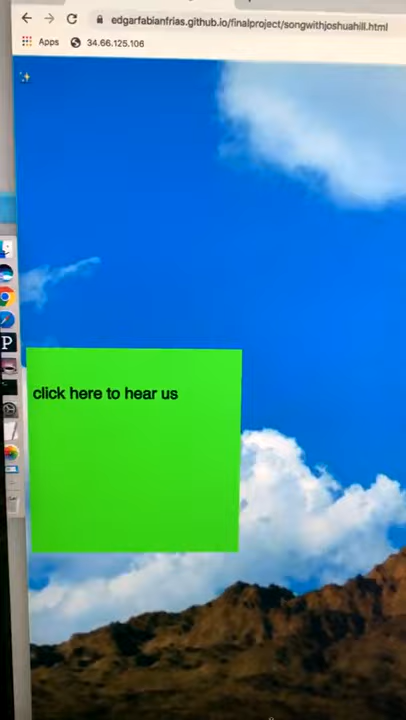 edgarfabianfrias.github.io/finalproject/songwithjoshuahill.html
Apps 34.66.125.106
click here to hear us
P